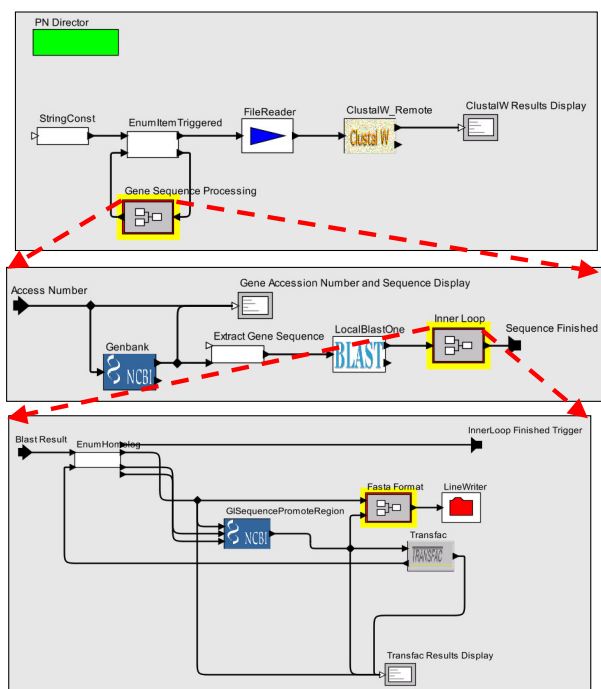 PN Director
StringConst
EnumItemTriggered
FileReader
ClustalW_Remote
ClustalW Results Display
Clustal W
Gene Sequence Processing
Access Number
Gene Accession Number and Sequence Display
Genbank
NCBI
Extract Gene Sequence
LocalBlastOne
BLAST
Inner Loop
Sequence Finished
Blast Result
EnumHomolog
InnerLoop Finished Trigger
GISequencePromoteRegion
NCBI
Fasta Format
LineWriter
Transfac
TRANSFAC
Transfac Results Display